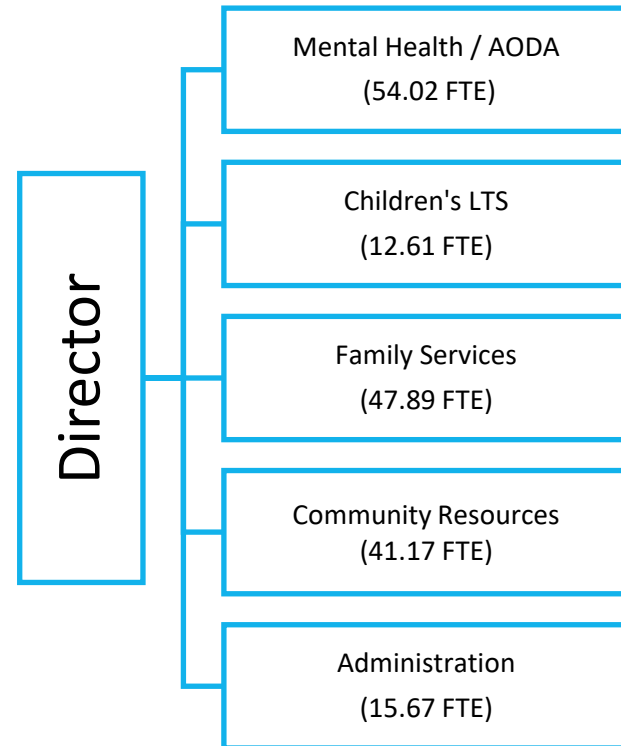 Director
Mental Health / AODA
(54.02 FTE)
Children's LTS
(12.61 FTE)
Family Services
(47.89 FTE)
Community Resources
(41.17 FTE)
Administration
(15.67 FTE)